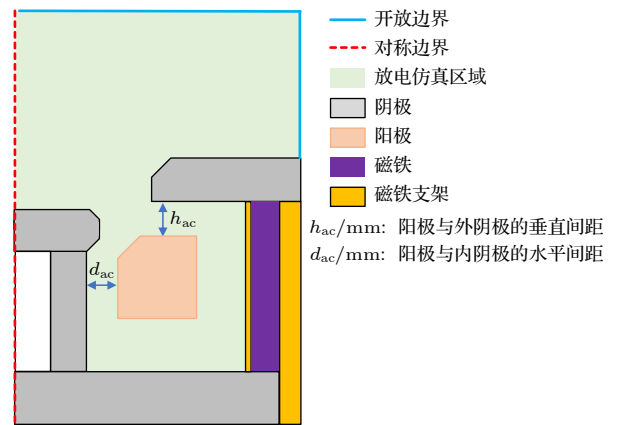 开放边界
对称边界
放电仿真区域
阴极
阳极
磁铁
磁铁支架
h_ac/mm: 阳极与外阴极的垂直间距
d_ac/mm: 阳极与内阴极的水平间距
h_ac
d_ac